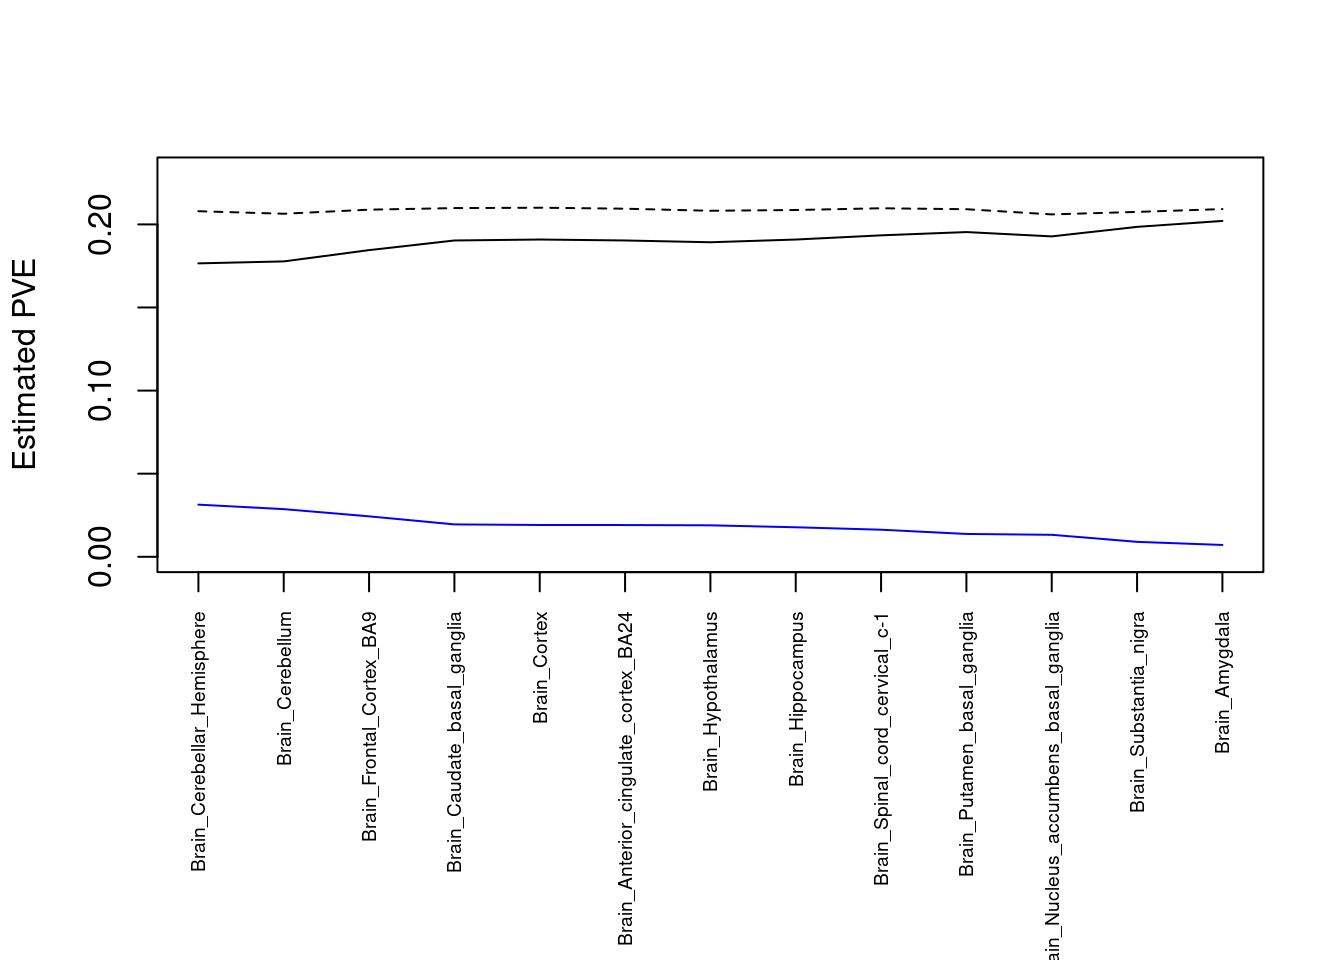 Estimated PVE
0.20
0.10
0.00
Brain_Cerebellar_Hemisphere
Brain_Cerebellum
Brain_Frontal_Cortex_BA9
Brain_Caudate_basal_ganglia
Brain_Cortex
Brain_Anterior_cingulate_cortex_BA24
Brain_Hypothalamus
Brain_Hippocampus
Brain_Spinal_cord_cervical_c-1
Brain_Putamen_basal_ganglia
ain_Nucleus_accumbens_basal_ganglia
Brain_Substantia_nigra
Brain_Amygdala